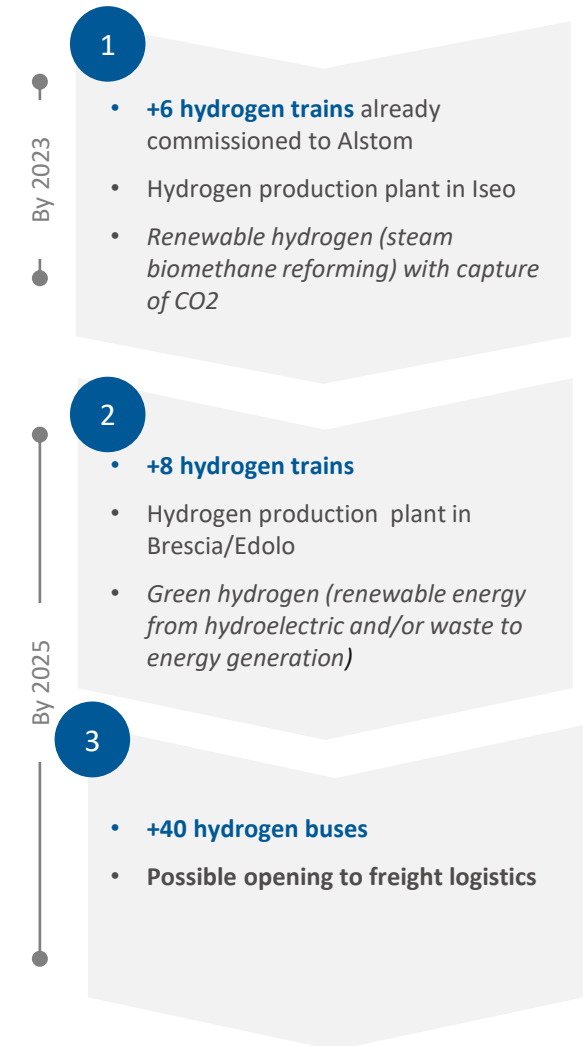 1
By 2023
• +6 hydrogen trains already
commissioned to Alstom
• Hydrogen production plant in Iseo
• Renewable hydrogen (steam
biomethane reforming) with capture
of CO2
2
By 2025
• +8 hydrogen trains
• Hydrogen production  plant in
Brescia/Edolo
• Green hydrogen (renewable energy
from hydroelectric and/or waste to
energy generation)
3
• +40 hydrogen buses
• Possible opening to freight logistics